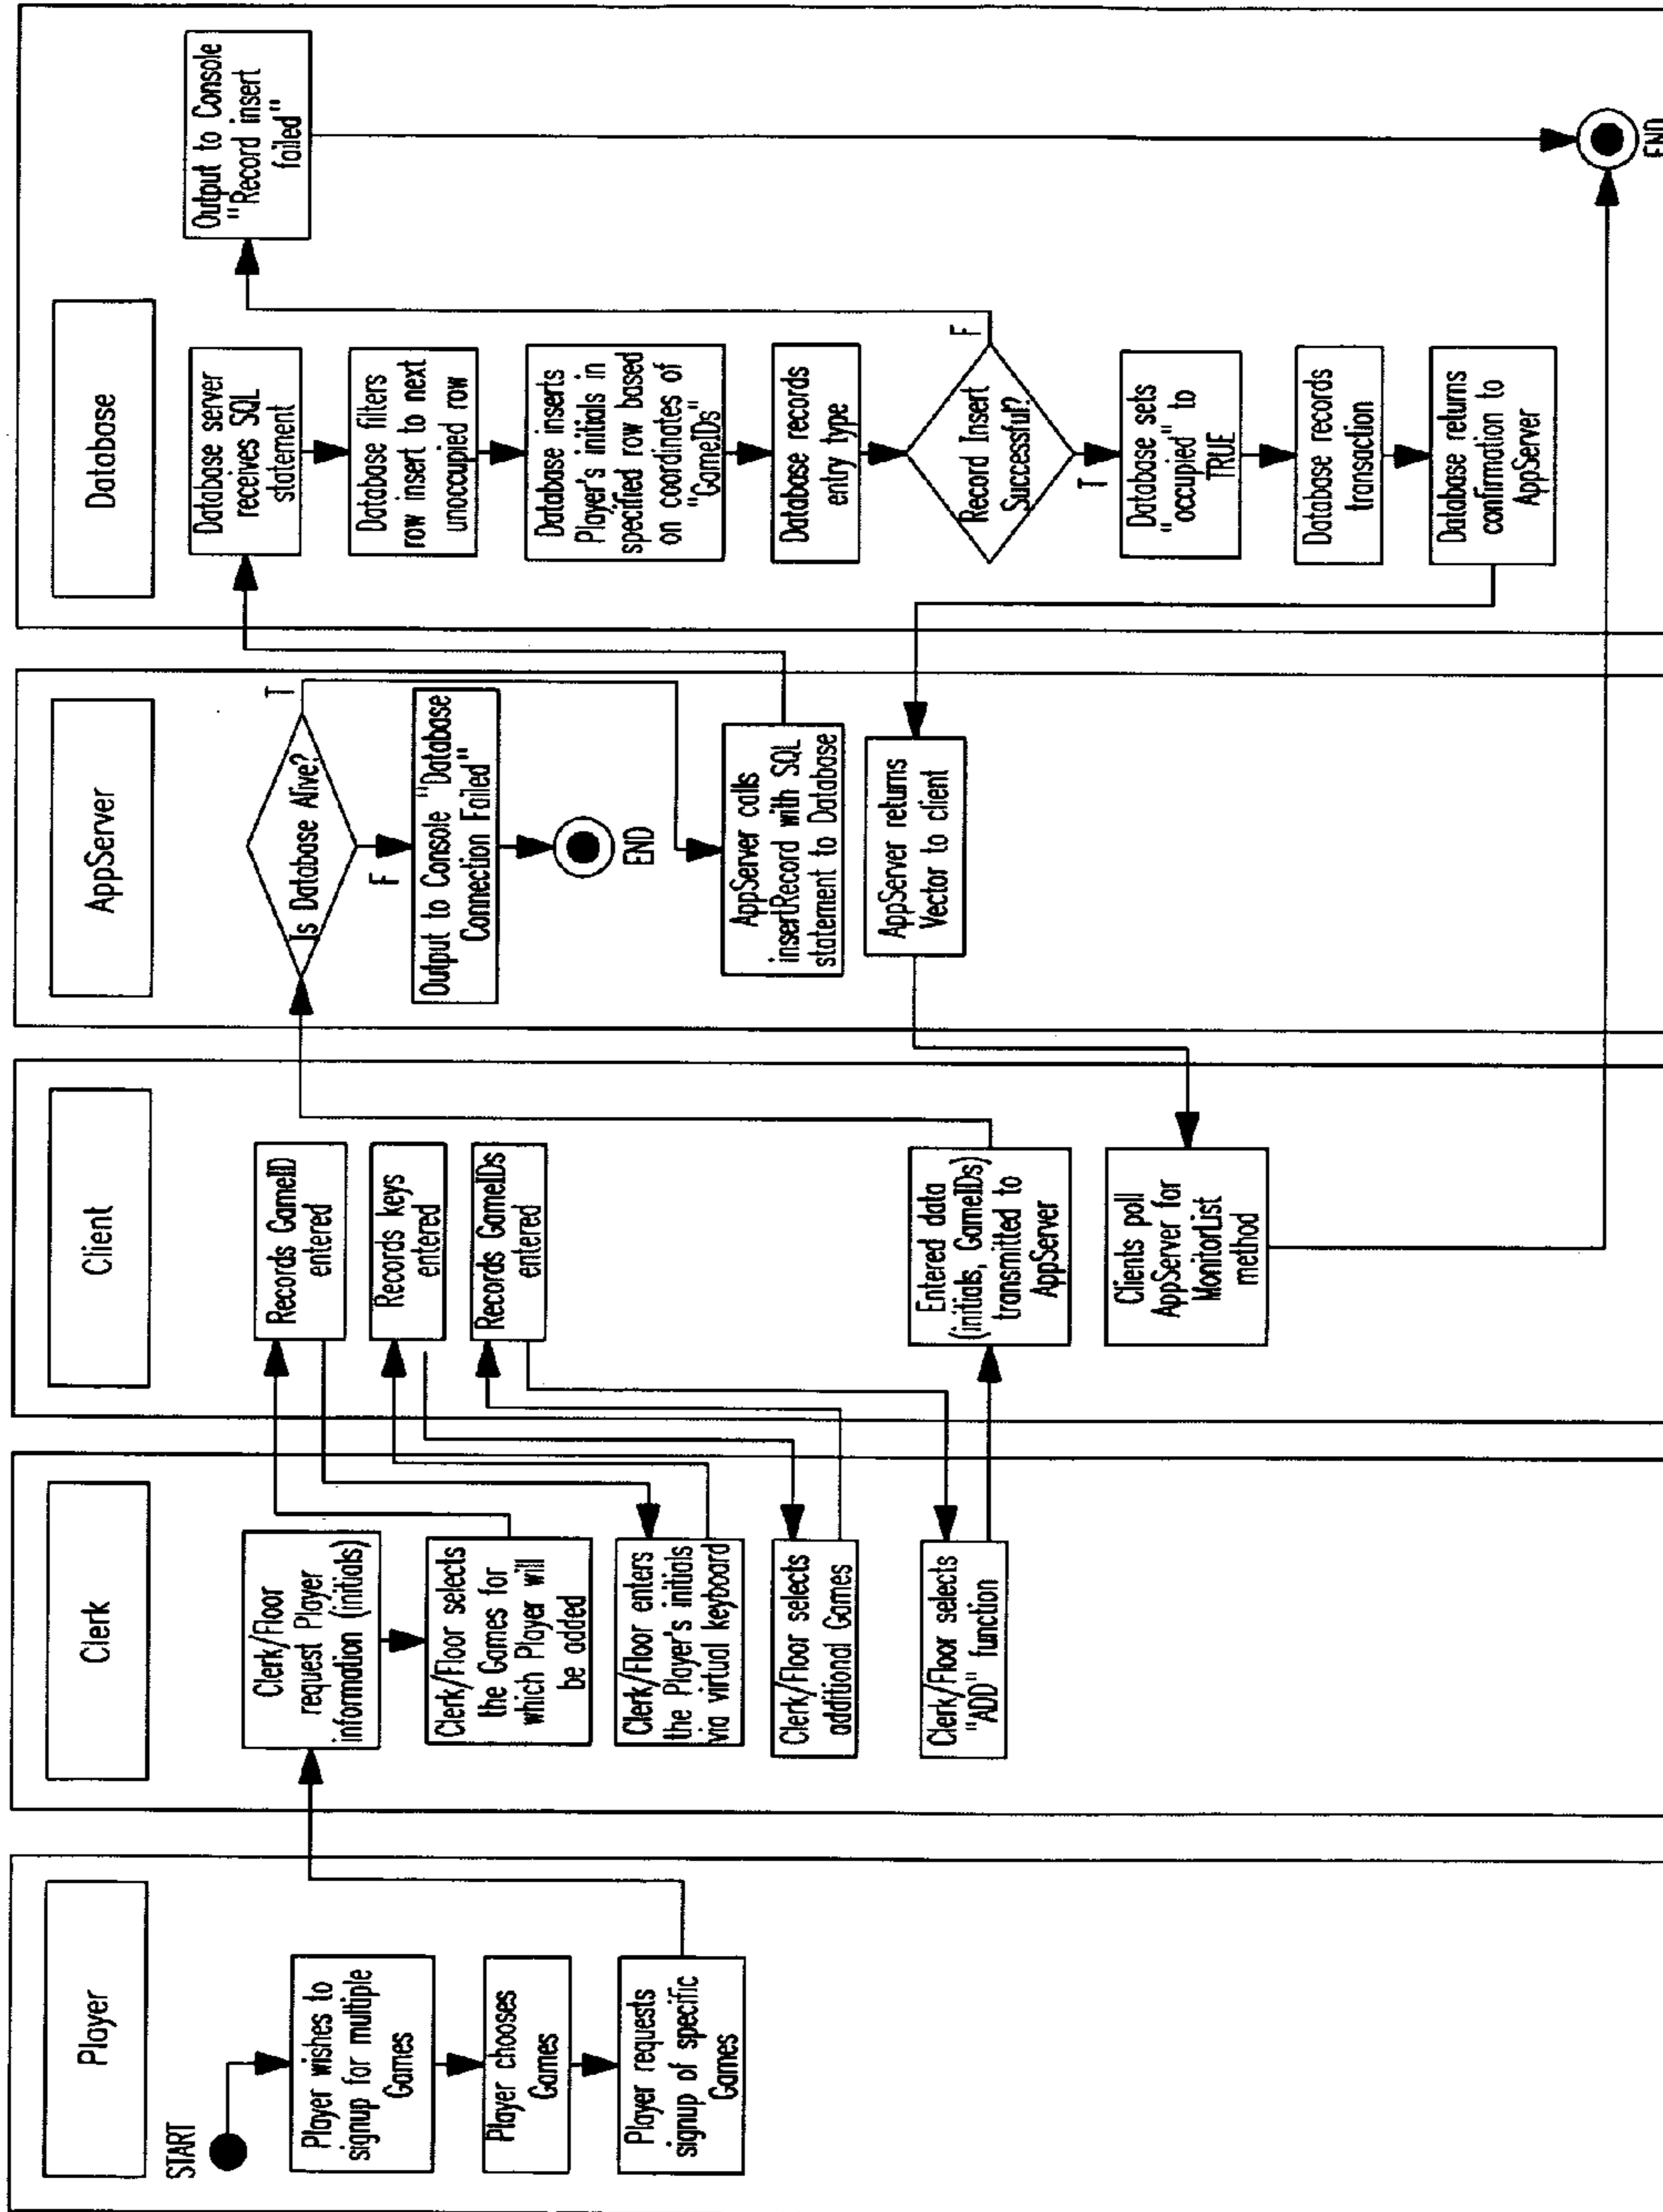 Player
START
Player wishes to
signup for multiple
Games
Player chooses
Games
Player requests
signup of specific
Games
Clerk
Clerk/Floor
request Player
information (initials)
Clerk/Floor selects
the Games for
which Player will
be added
Clerk/Floor enters
the Player's initials
via virtual keyboard
Clerk/Floor selects
additional Games
Clerk/Floor selects
"ADD" function
Client
Records GameID
entered
Records keys
entered
Records GameIDs
entered
Entered data
(initials, GameIDs)
transmitted to
AppServer
Clients poll
AppServer for
MonitorList
method
AppServer
Is Database Alive?
T
F
Output to Console "Database
Connection Failed"
END
AppServer calls
insertRecord with SQL
statement to Database
AppServer returns
Vector to client
Database
Database server
receives SQL
statement
Database filters
row insert to next
unoccupied row
Database inserts
Player's initials in
specified row based
on coordinates of
"GameIDs"
Database records
entry type
Record Insert
Successful?
F
T
Database sets
"occupied" to
TRUE
Database records
transaction
Database returns
confirmation to
AppServer
Output to Console
"Record insert
failed"
END